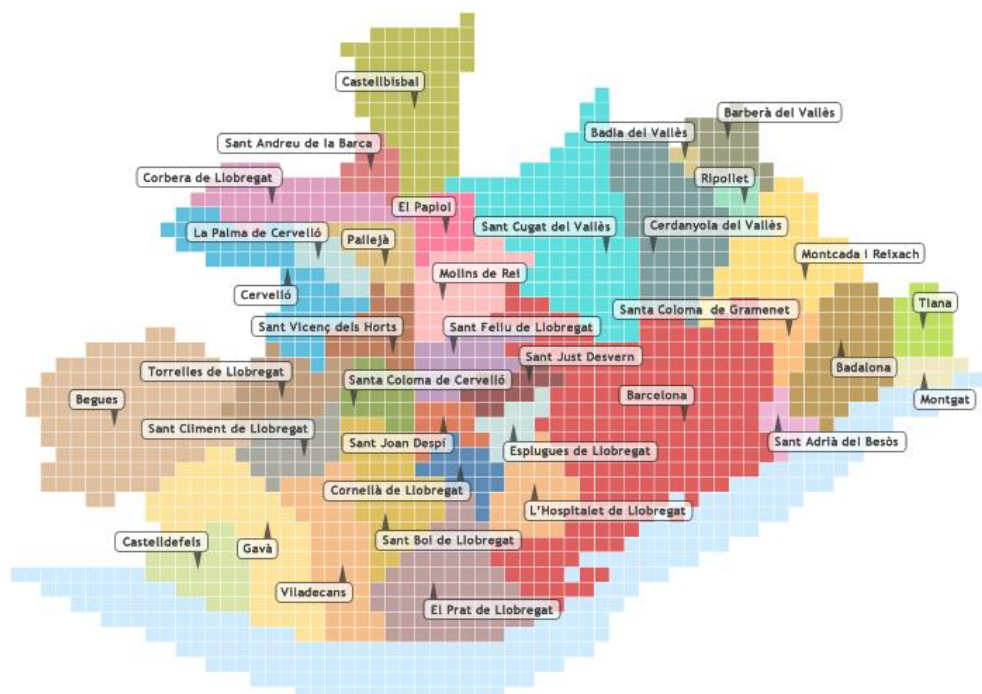 Castellbisbal
Barberà del Vallès
Badia del Vallès
Sant Andreu de la Barca
Corbera de Llobregat
Ripollet
El Papiol
La Palma de Cervelló
Pallejà
Sant Cugat del Vallès
Cerdanyola del Vallès
Montcada i Reixach
Molins de Rei
Cervelló
Tiana
Santa Coloma de Gramenet
Sant Vicenç dels Horts
Sant Feliu de Llobregat
Sant Just Desvern
Torrelles de Llobregat
Santa Coloma de Cervelló
Badalona
Begues
Barcelona
Montgat
Sant Climent de Llobregat
Sant Joan Despí
Esplugues de Llobregat
Sant Adrià del Besòs
Cornellà de Llobregat
L'Hospitalet de Llobregat
Castelldefels
Gavà
Sant Boi de Llobregat
Viladecans
El Prat de Llobregat